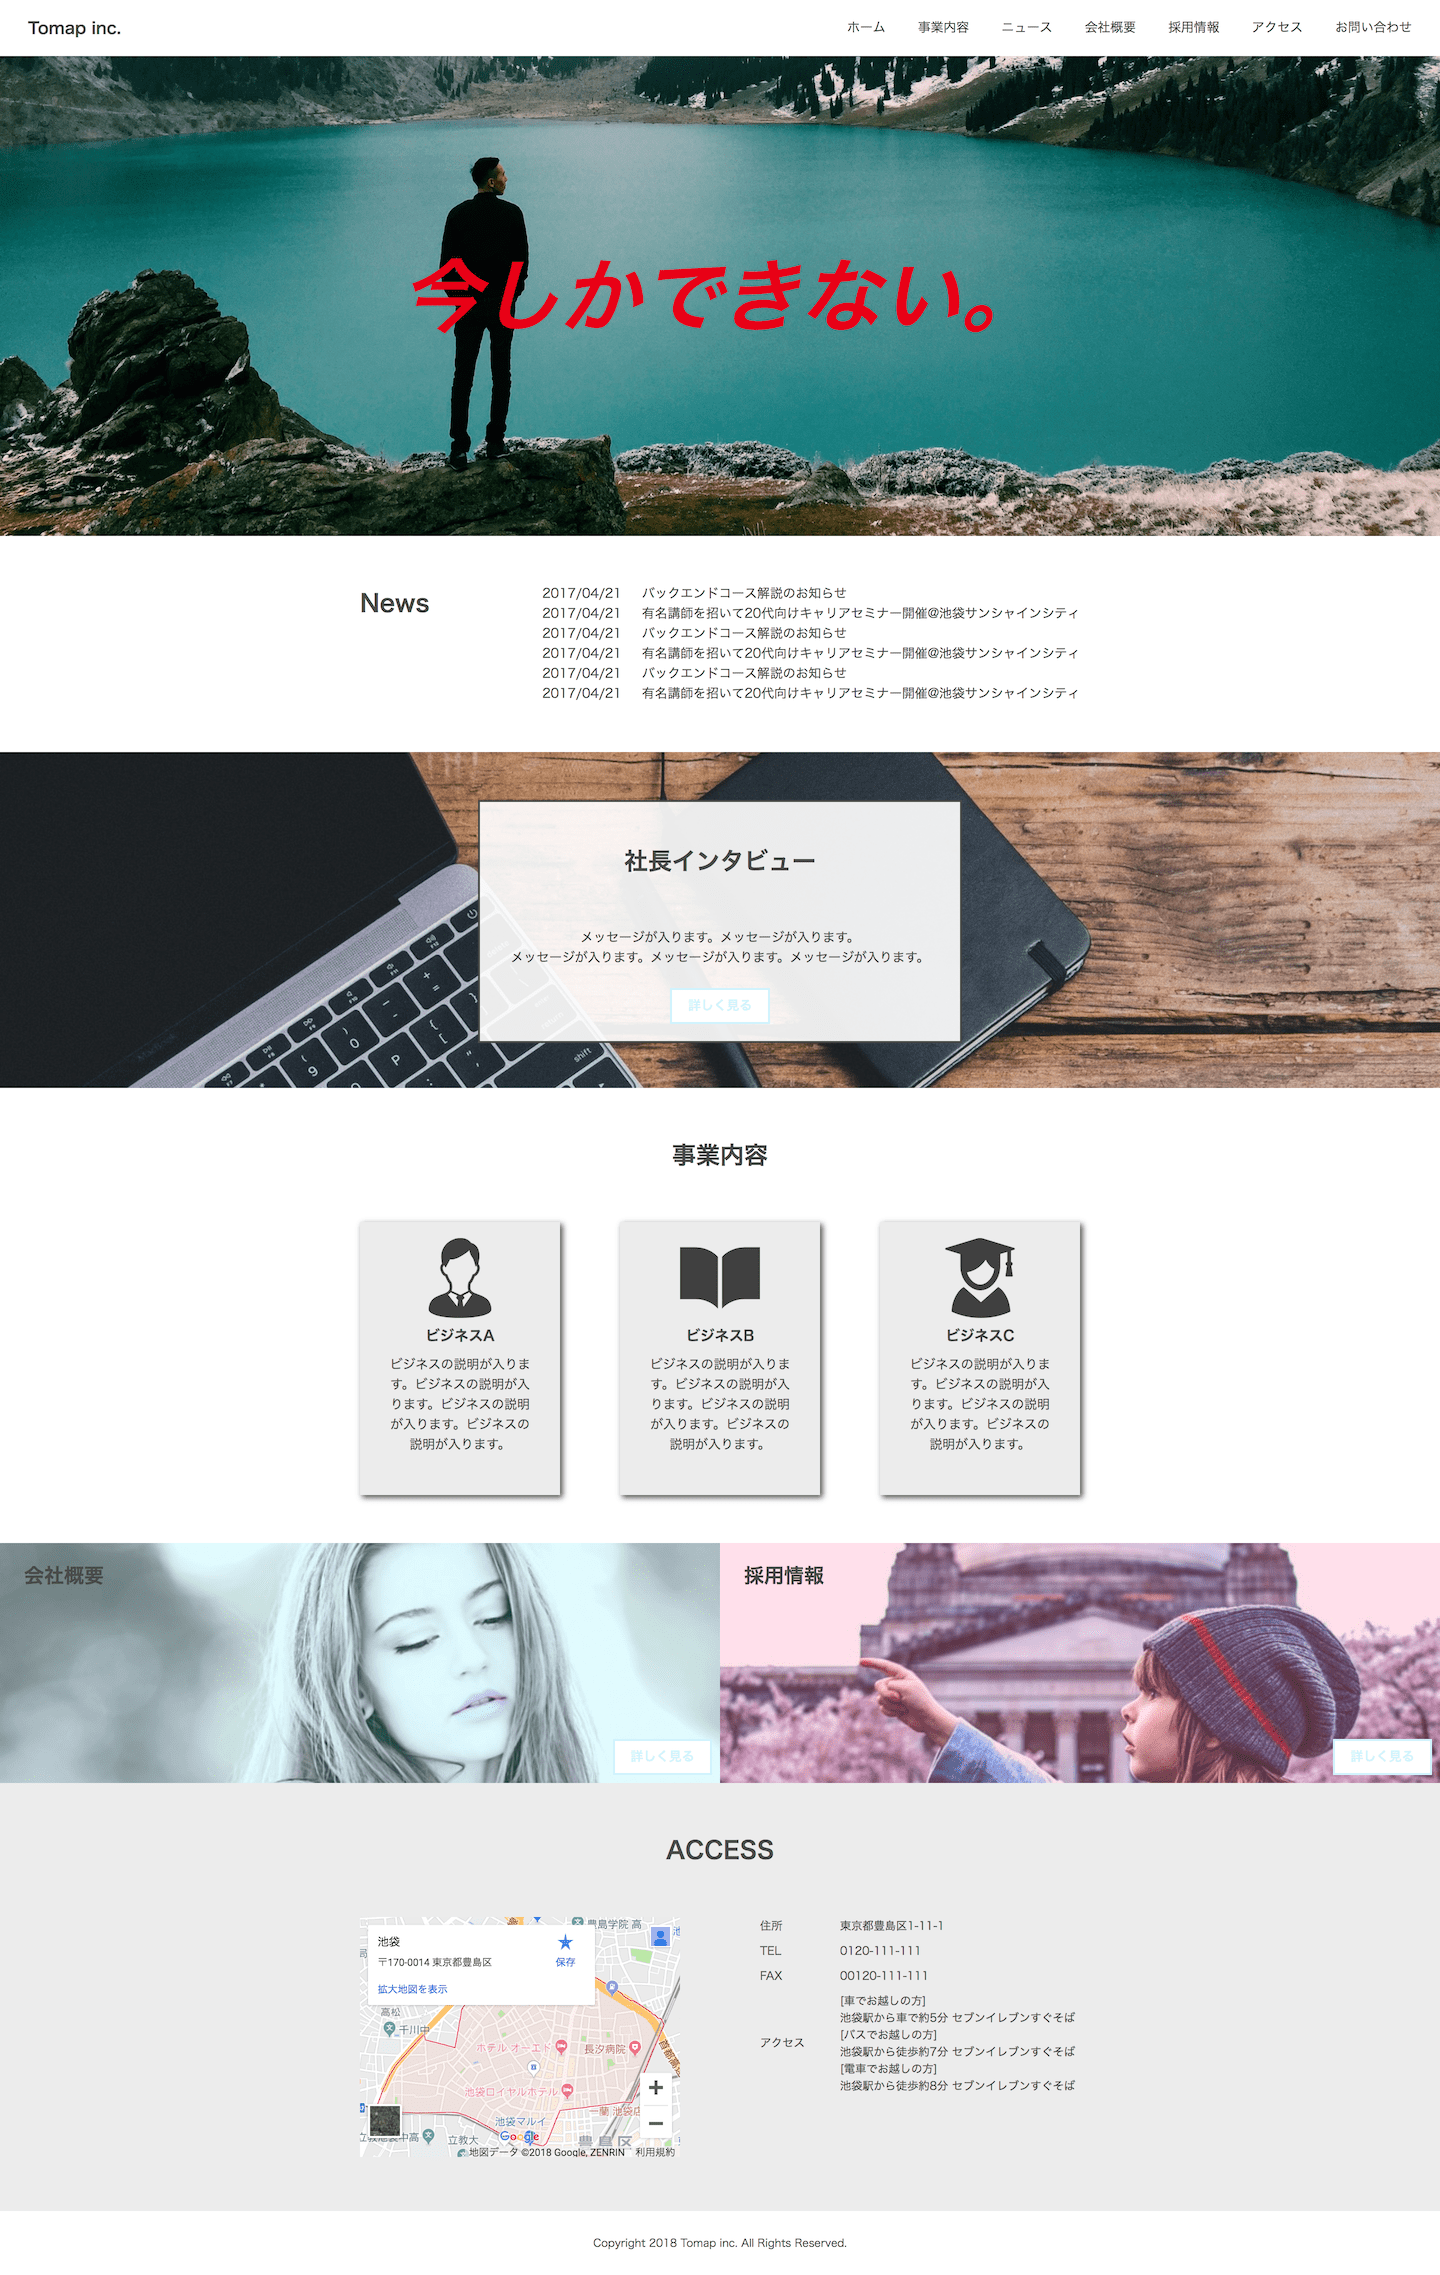 Tomap inc.
ホーム 事業内容 ニュース 会社概要 採用情報 アクセス お問い合わせ
今しかできない。
News
2017/04/21 バックエンドコース解説のお知らせ
2017/04/21 有名講師を招いて20代向けキャリアセミナー開催@池袋サンシャインシティ
2017/04/21 バックエンドコース解説のお知らせ
2017/04/21 有名講師を招いて20代向けキャリアセミナー開催@池袋サンシャインシティ
2017/04/21 バックエンドコース解説のお知らせ
2017/04/21 有名講師を招いて20代向けキャリアセミナー開催@池袋サンシャインシティ
社長インタビュー
メッセージが入ります。メッセージが入ります。
メッセージが入ります。メッセージが入ります。メッセージが入ります。
詳しく見る
事業内容
ビジネスA
ビジネスの説明が入りま
す。ビジネスの説明が入
ります。ビジネスの説明
が入ります。ビジネスの
説明が入ります。
ビジネスB
ビジネスの説明が入りま
す。ビジネスの説明が入
ります。ビジネスの説明
が入ります。ビジネスの
説明が入ります。
ビジネスC
ビジネスの説明が入りま
す。ビジネスの説明が入
ります。ビジネスの説明
が入ります。ビジネスの
説明が入ります。
会社概要
詳しく見る
採用情報
詳しく見る
ACCESS
豊島学院 高
池袋
〒170-0014 東京都豊島区
保存
拡大地図を表示
高松
千川中
ホテル オーエド
長汐病院
首都高速
池袋ロイヤルホテル
一蘭 池袋店
池袋マルイ
Google
豊島区
立教池袋中高
立教大
地図データ ©2018 Google, ZENRIN 利用規約
住所 東京都豊島区1-11-1
TEL 0120-111-111
FAX 00120-111-111
アクセス
[車でお越しの方]
池袋駅から車で約5分 セブンイレブンすぐそば
[バスでお越しの方]
池袋駅から徒歩約7分 セブンイレブンすぐそば
[電車でお越しの方]
池袋駅から徒歩約8分 セブンイレブンすぐそば
Copyright 2018 Tomap inc. All Rights Reserved.